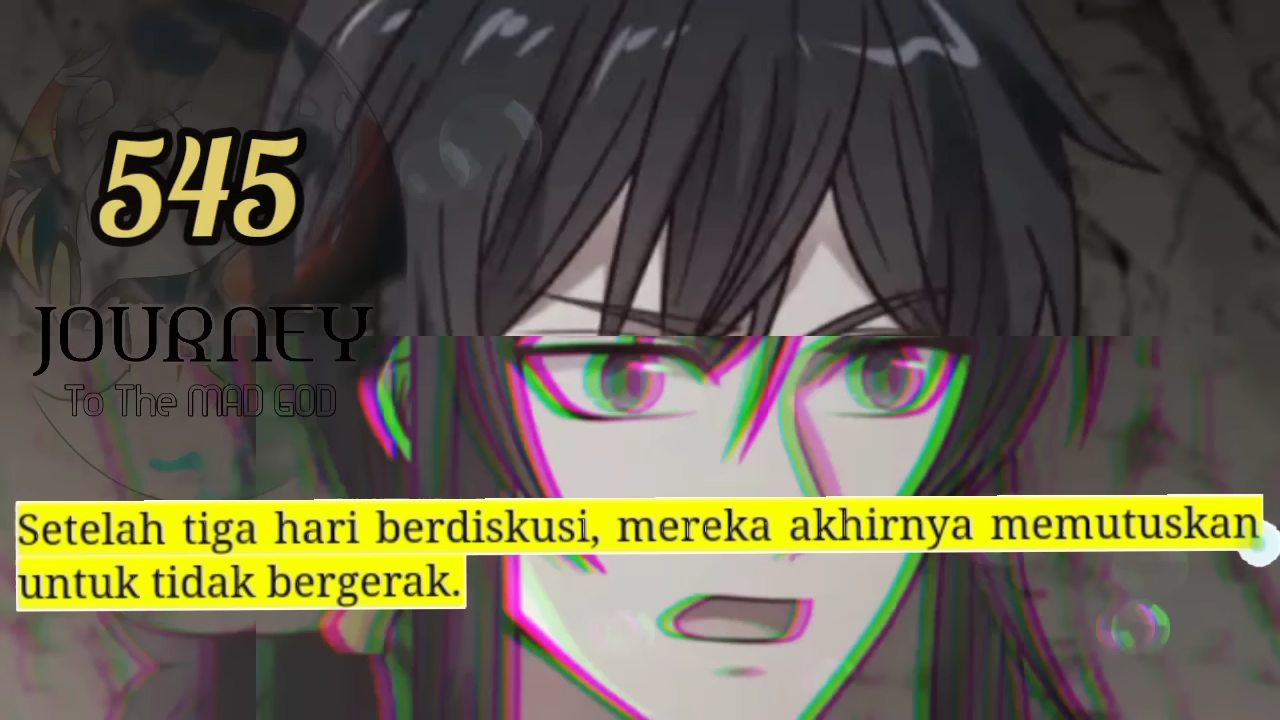 545
JOURNEY
To The MAD GOD
Setelah tiga hari berdiskusi, mereka akhirnya memutuskan
untuk tidak bergerak.